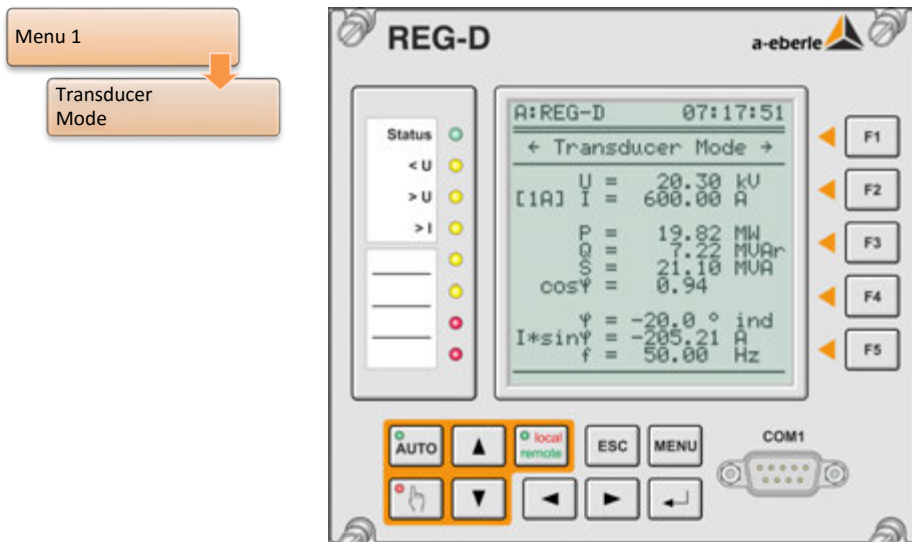 Menu 1
Transducer
Mode
REG-D
a-eberle
Status
< U
> U
> I
A:REG-D 07:17:51
← Transducer Mode →
U = 20.30 kV
[1A] I = 600.00 A
P = 19.82 MW
Q = 7.22 MVAr
S = 21.10 MVA
cosφ = 0.94
φ = -20.0 ° ind
I*sinφ = -205.21 A
f = 50.00 Hz
F1
F2
F3
F4
F5
AUTO
local
remote
ESC
MENU
COM1